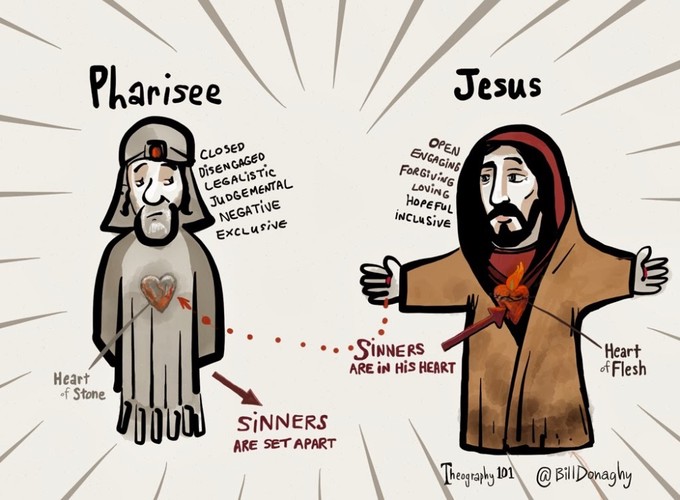 Pharisee
CLOSED
DISENGAGED
LEGALISTIC
JUDGEMENTAL
NEGATIVE
EXCLUSIVE
Heart
of Stone
SINNERS
ARE SET APART
Jesus
OPEN
ENGAGING
FORGIVING
LOVING
HOPEFUL
INCLUSIVE
SINNERS
ARE IN HIS HEART
Heart
of Flesh
Theography 101 @BillDonaghy